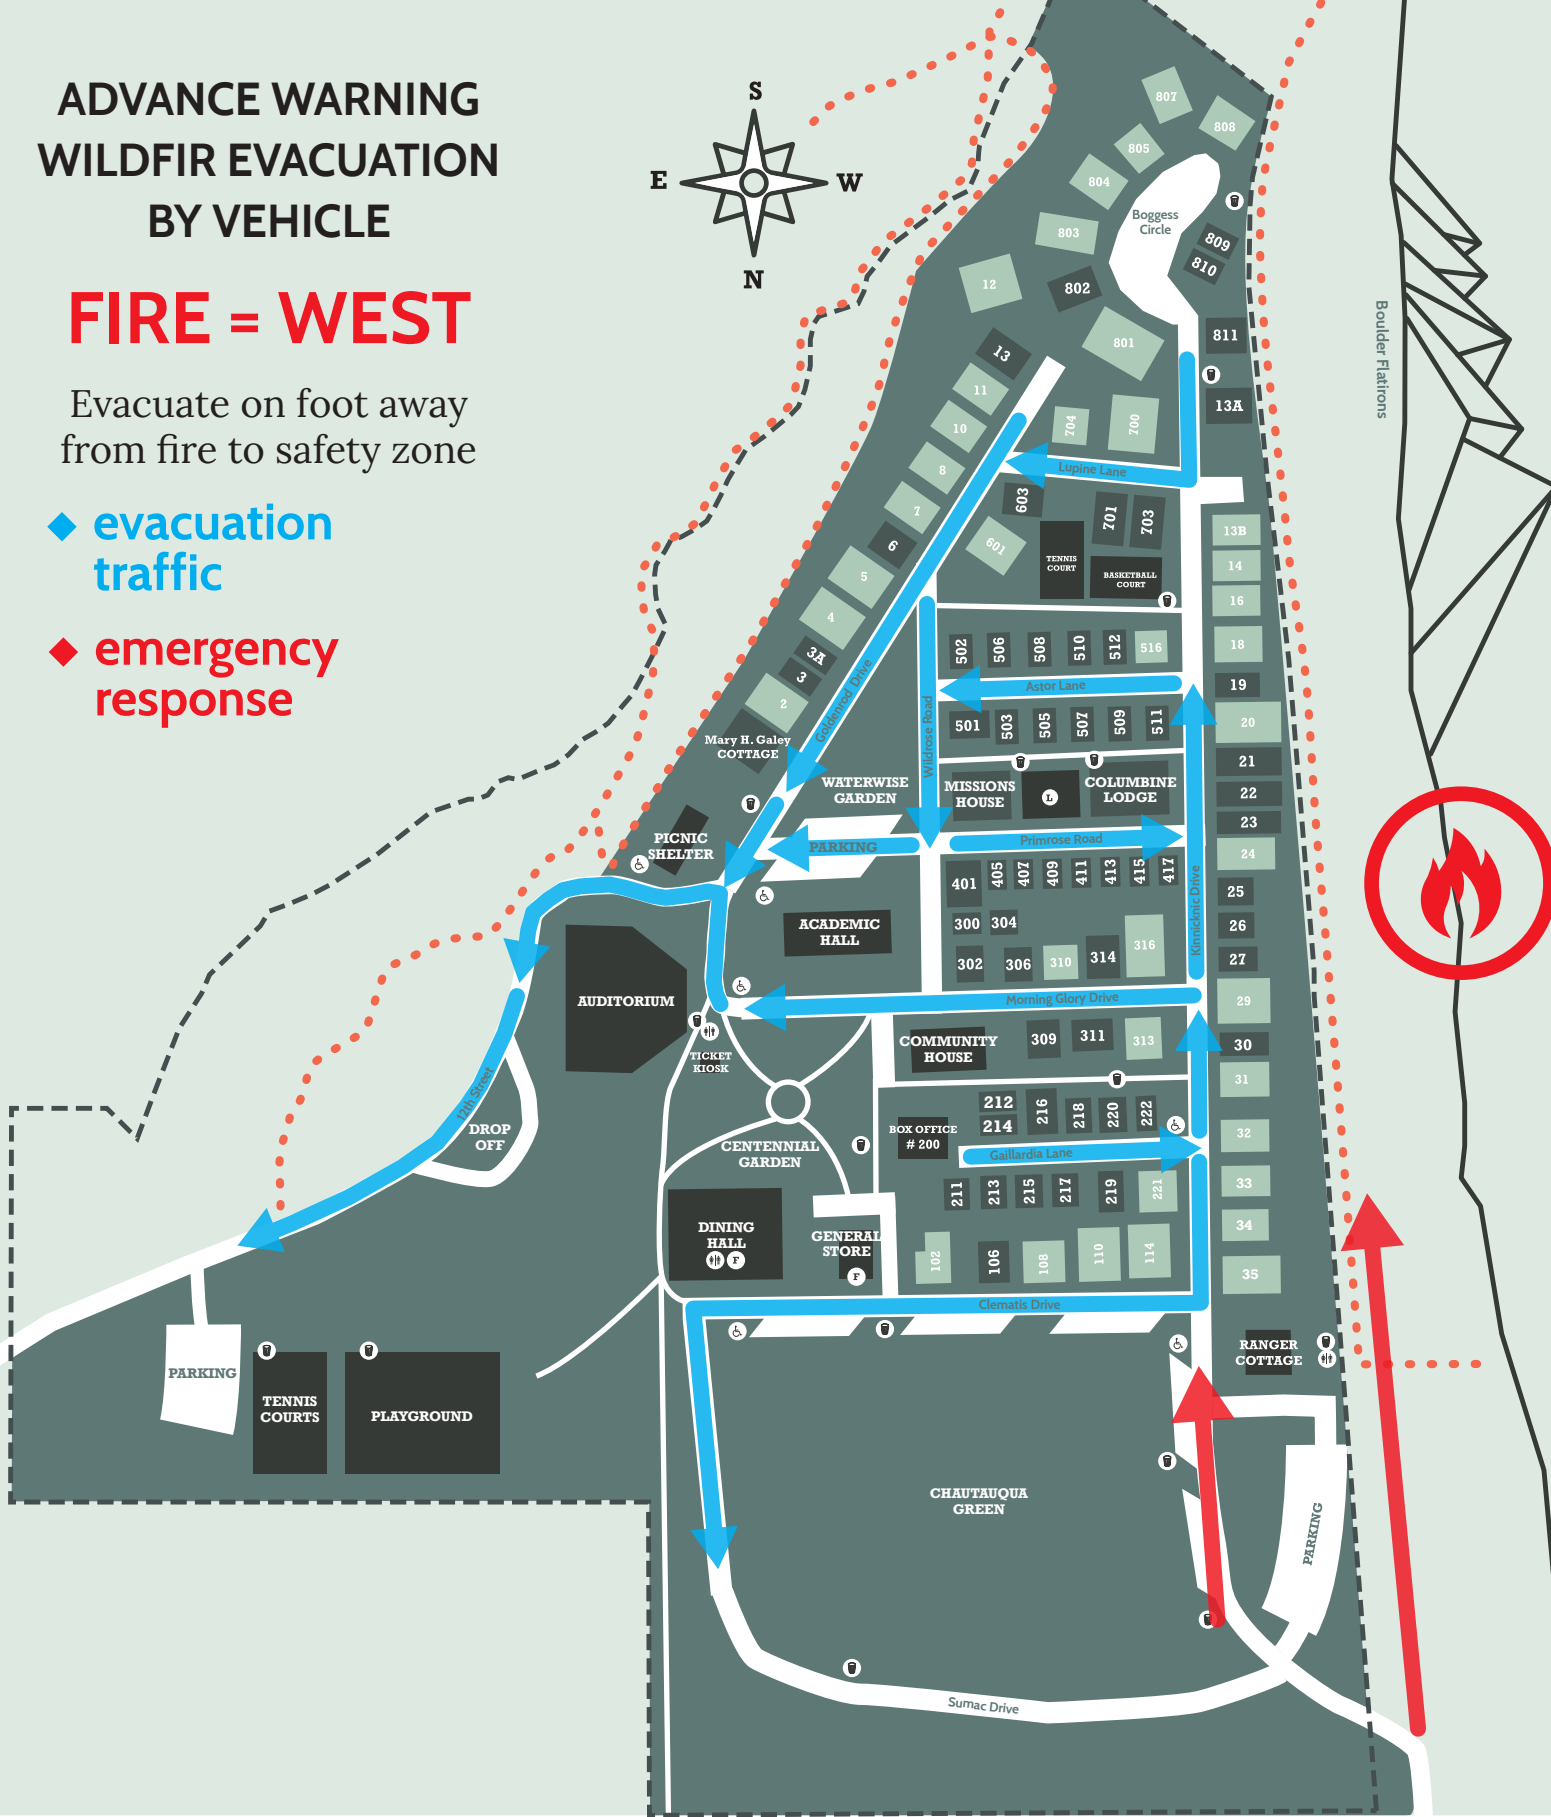 ADVANCE WARNING
WILDFIR EVACUATION
BY VEHICLE
FIRE = WEST
Evacuate on foot away
from fire to safety zone
evacuation
traffic
emergency
response
S
E
W
N
807
808
805
804
Boggess
Circle
803
809
810
12
802
811
801
13
11
13A
10
704
700
Boulder Flatirons
8
Lupine Lane
7
603
701
703
6
601
13B
TENNIS
COURT
BASKETBALL
COURT
14
5
16
4
502
506
508
510
512
516
18
3A
3
Astor Lane
19
2
Goldenrod Drive
Wildrose Road
501
503
505
507
509
511
20
Mary H. Galey
COTTAGE
21
WATERWISE
GARDEN
MISSIONS
HOUSE
L
COLUMBINE
LODGE
22
23
PICNIC
SHELTER
PARKING
Primrose Road
24
401
405
407
409
411
413
415
417
25
Kinnicknic Drive
ACADEMIC
HALL
300
304
26
302
306
310
314
316
27
AUDITORIUM
Morning Glory Drive
29
TICKET
KIOSK
COMMUNITY
HOUSE
309
311
313
30
31
12th Street
DROP
OFF
212
214
216
218
220
222
BOX OFFICE
# 200
32
CENTENNIAL
GARDEN
Gaillardia Lane
211
213
215
217
219
221
33
DINING
HALL
F
GENERAL
STORE
F
34
102
106
108
110
114
35
Clematis Drive
RANGER
COTTAGE
PARKING
TENNIS
COURTS
PLAYGROUND
CHAUTAUQUA
GREEN
PARKING
Sumac Drive